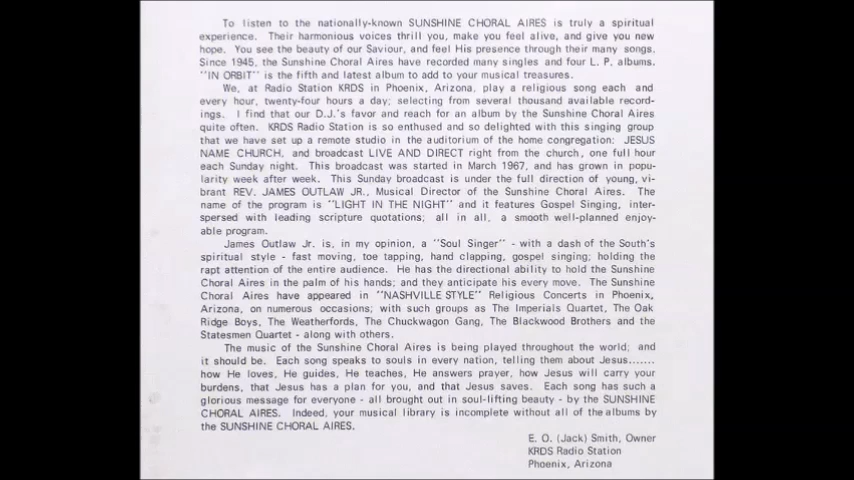 To listen to the nationally-known SUNSHINE CHORAL AIRES is truly a spiritual
experience. Their harmonious voices thrill you, make you feel alive, and give you new
hope. You see the beauty of our Saviour, and feel His presence through their many songs.
Since 1945, the Sunshine Choral Aires have recorded many singles and four L. P. albums.
"IN ORBIT" is the fifth and latest album to add to your musical treasures.
We, at Radio Station KRDS in Phoenix, Arizona, play a religious song each and
every hour, twenty-four hours a day; selecting from several thousand available record-
ings. I find that our D.J.'s favor and reach for an album by the Sunshine Choral Aires
quite often. KRDS Radio Station is so enthused and so delighted with this singing group
that we have set up a remote studio in the auditorium of the home congregation: JESUS
NAME CHURCH, and broadcast LIVE AND DIRECT right from the church, one full hour
each Sunday night. This broadcast was started in March 1967, and has grown in popu-
larity week after week. This Sunday broadcast is under the full direction of young, vi-
brant REV. JAMES OUTLAW JR., Musical Director of the Sunshine Choral Aires. The
name of the program is "LIGHT IN THE NIGHT" and it features Gospel Singing, inter-
spersed with leading scripture quotations; all in all, a smooth well-planned enjoy-
able program.
James Outlaw Jr. is, in my opinion, a "Soul Singer" - with a dash of the South's
spiritual style - fast moving, toe tapping, hand clapping, gospel singing; holding the
rapt attention of the entire audience. He has the directional ability to hold the Sunshine
Choral Aires in the palm of his hands; and they anticipate his every move. The Sunshine
Choral Aires have appeared in "NASHVILLE STYLE" Religious Concerts in Phoenix,
Arizona, on numerous occasions; with such groups as The Imperials Quartet, The Oak
Ridge Boys, The Weatherfords, The Chuckwagon Gang, The Blackwood Brothers and the
Statesmen Quartet - along with others.
The music of the Sunshine Choral Aires is being played throughout the world; and
it should be. Each song speaks to souls in every nation, telling them about Jesus.......
how He loves, He guides, He teaches, He answers prayer, how Jesus will carry your
burdens, that Jesus has a plan for you, and that Jesus saves. Each song has such a
glorious message for everyone - all brought out in soul-lifting beauty - by the SUNSHINE
CHORAL AIRES. Indeed, your musical library is incomplete without all of the albums by
the SUNSHINE CHORAL AIRES.
E. O. (Jack) Smith, Owner
KRDS Radio Station
Phoenix, Arizona